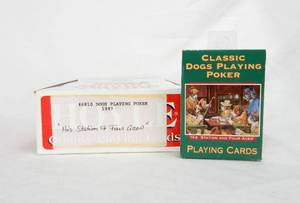 66810 DOGS PLAYING POKER
1997
"His Station & Four Aces"
CLASSIC
DOGS PLAYING
POKER
HIS STATION AND FOUR ACES
PLAYING CARDS